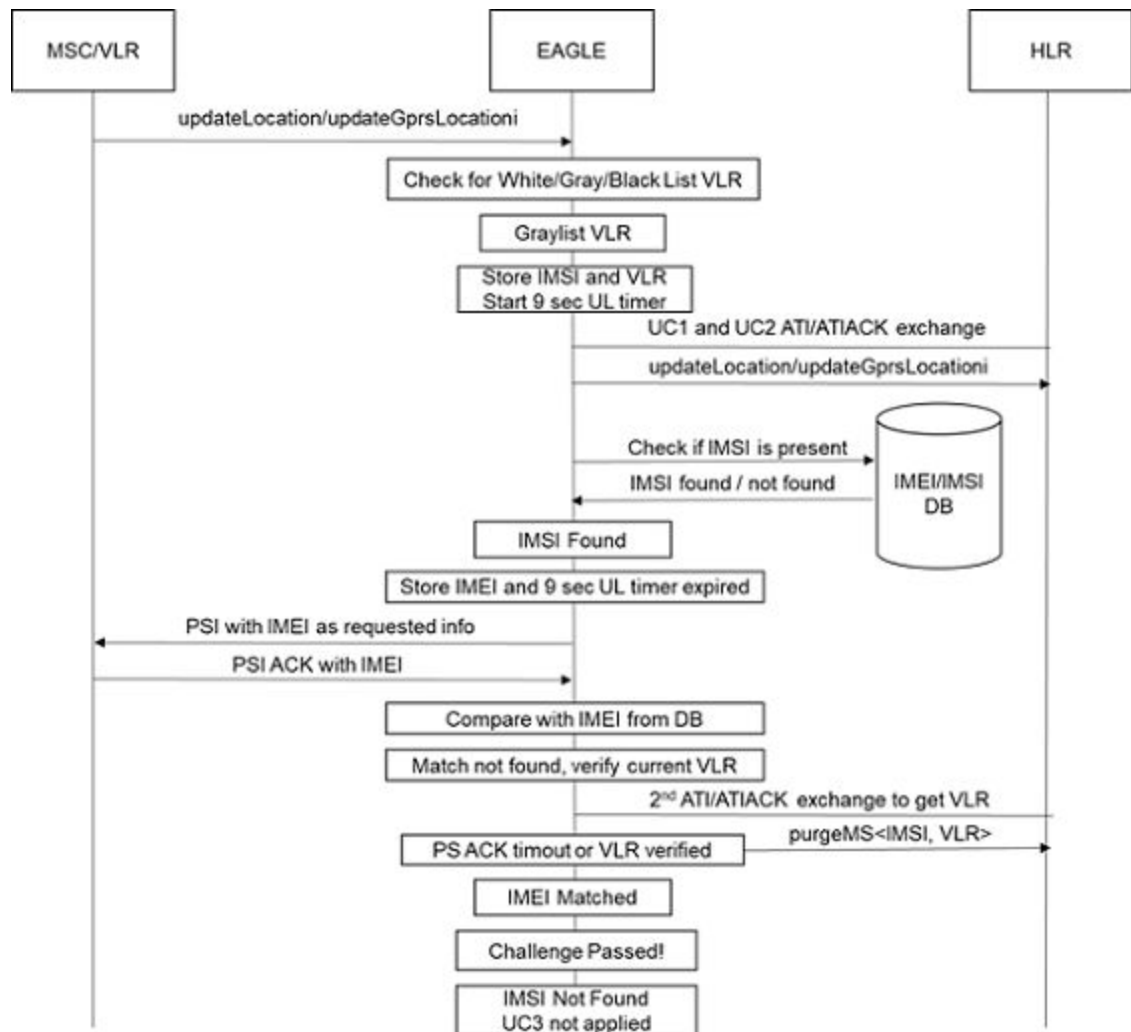 MSC/VLR
EAGLE
HLR
updateLocation/updateGprsLocationi
Check for White/Gray/Black List VLR
Graylist VLR
Store IMSI and VLR
Start 9 sec UL timer
UC1 and UC2 ATI/ATIACK exchange
updateLocation/updateGprsLocationi
Check if IMSI is present
IMSI found / not found
IMEI/IMSI
DB
IMSI Found
Store IMEI and 9 sec UL timer expired
PSI with IMEI as requested info
PSI ACK with IMEI
Compare with IMEI from DB
Match not found, verify current VLR
2nd ATI/ATIACK exchange to get VLR
purgeMS<IMSI, VLR>
PS ACK timout or VLR verified
IMEI Matched
Challenge Passed!
IMSI Not Found
UC3 not applied